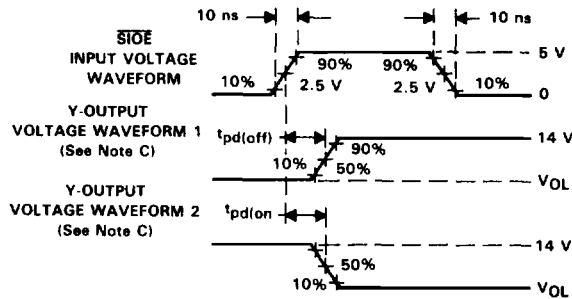 10 ns
10 ns
SIOE
INPUT VOLTAGE
WAVEFORM
90%
90%
5 V
10%
2.5 V
2.5 V
10%
0
Y-OUTPUT
VOLTAGE WAVEFORM 1
(See Note C)
tpd(off)
90%
14 V
10%
50%
VOL
Y-OUTPUT
VOLTAGE WAVEFORM 2
(See Note C)
tpd(on
14 V
50%
10%
VOL